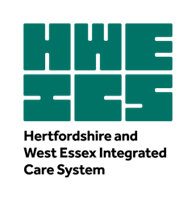 HWE
ICS
Hertfordshire and
West Essex Integrated
Care System